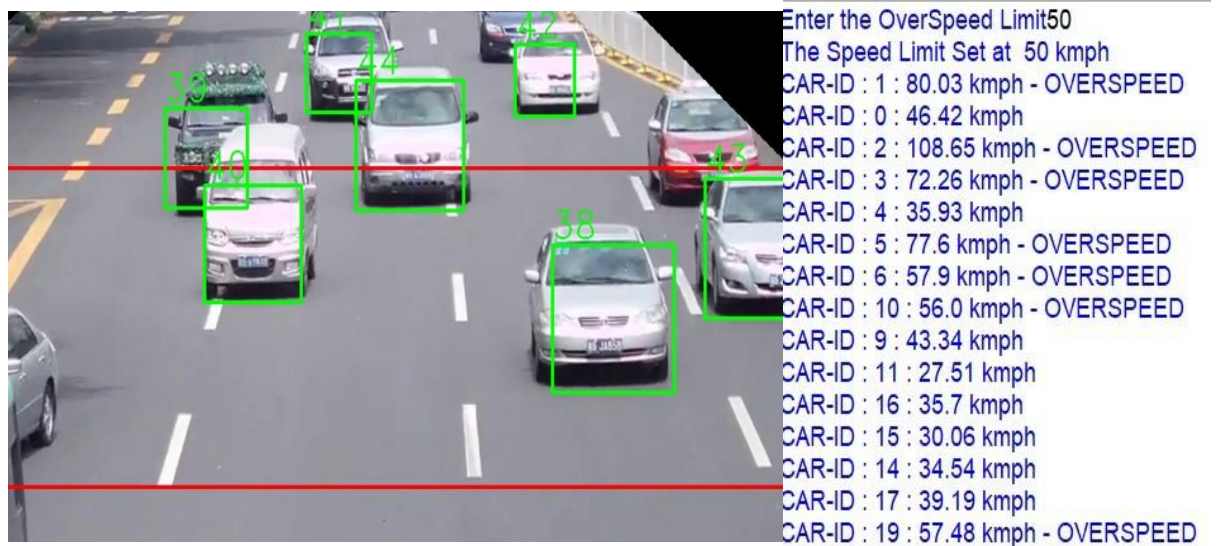 41
42
44
39
43
40
38
Enter the OverSpeed Limit50
The Speed Limit Set at 50 kmph
CAR-ID : 1 : 80.03 kmph - OVERSPEED
CAR-ID : 0 : 46.42 kmph
CAR-ID : 2 : 108.65 kmph - OVERSPEED
CAR-ID : 3 : 72.26 kmph - OVERSPEED
CAR-ID : 4 : 35.93 kmph
CAR-ID : 5 : 77.6 kmph - OVERSPEED
CAR-ID : 6 : 57.9 kmph - OVERSPEED
CAR-ID : 10 : 56.0 kmph - OVERSPEED
CAR-ID : 9 : 43.34 kmph
CAR-ID : 11 : 27.51 kmph
CAR-ID : 16 : 35.7 kmph
CAR-ID : 15 : 30.06 kmph
CAR-ID : 14 : 34.54 kmph
CAR-ID : 17 : 39.19 kmph
CAR-ID : 19 : 57.48 kmph - OVERSPEED